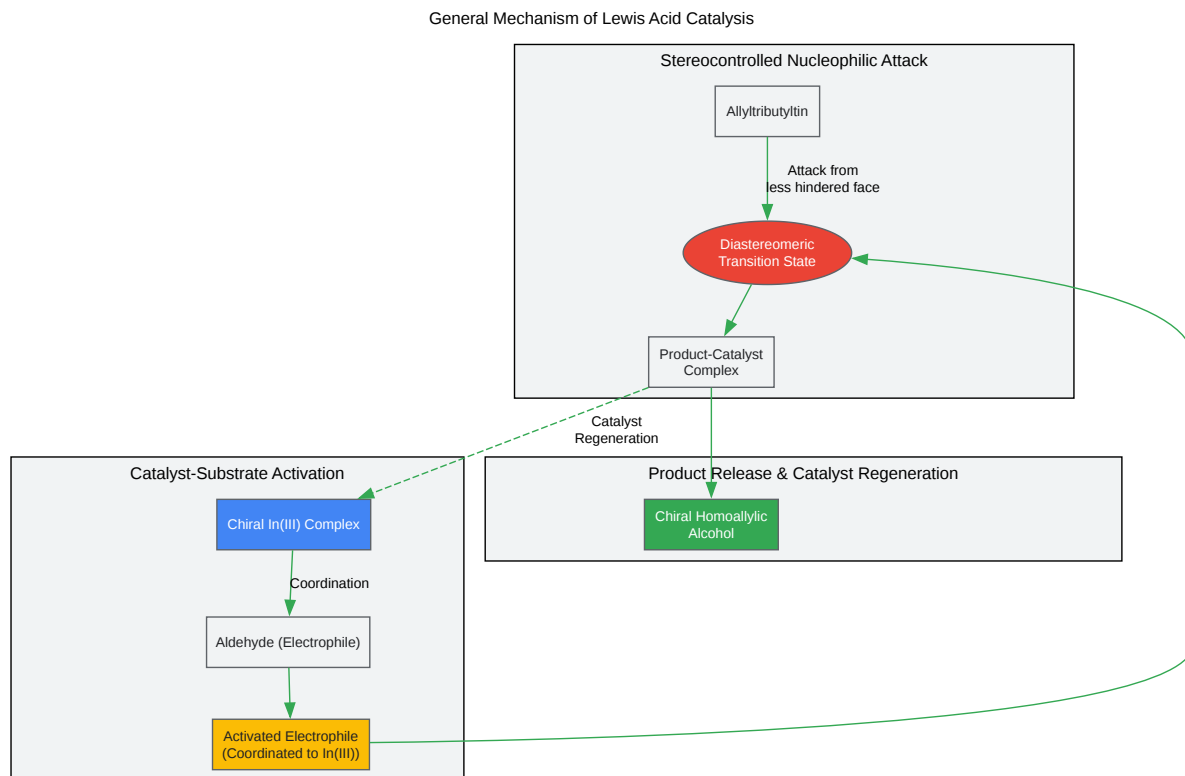 General Mechanism of Lewis Acid Catalysis
Stereocontrolled Nucleophilic Attack
Allyltributyltin
Attack from
less hindered face
Diastereomeric
Transition State
Product-Catalyst
Complex
Catalyst
Regeneration
Catalyst-Substrate Activation
Chiral In(III) Complex
Coordination
Aldehyde (Electrophile)
Activated Electrophile
(Coordinated to In(III))
Product Release & Catalyst Regeneration
Chiral Homoallylic
Alcohol